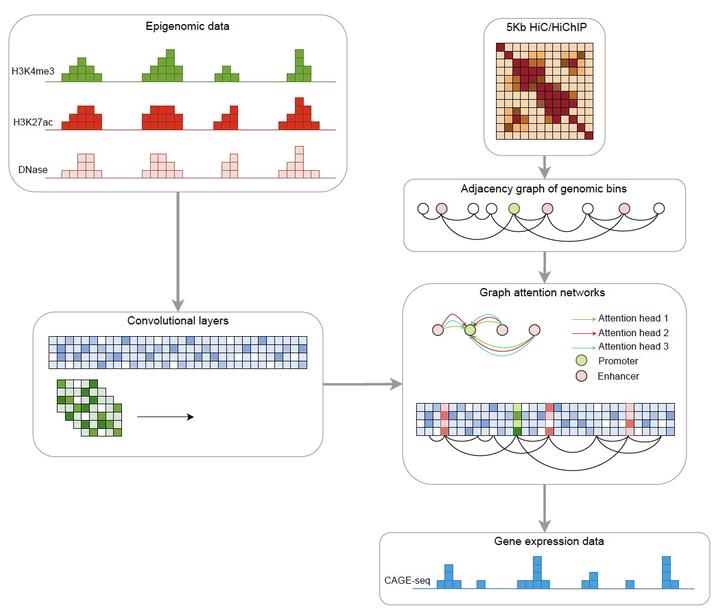 Epigenomic data
H3K4me3
H3K27ac
DNase
5Kb HiC/HiChIP
Adjacency graph of genomic bins
Convolutional layers
Graph attention networks
Attention head 1
Attention head 2
Attention head 3
Promoter
Enhancer
Gene expression data
CAGE-seq